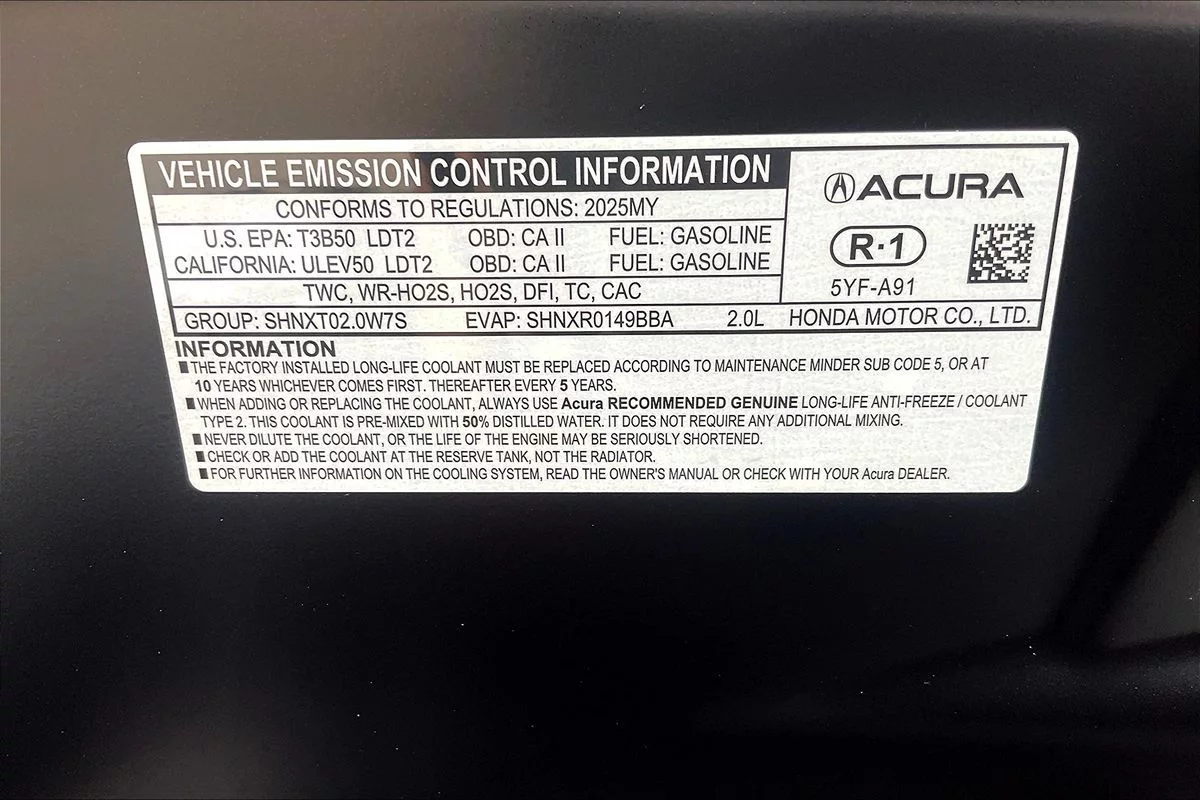 VEHICLE EMISSION CONTROL INFORMATION
CONFORMS TO REGULATIONS: 2025MY
U.S. EPA: T3B50 LDT2 OBD: CA II FUEL: GASOLINE
CALIFORNIA: ULEV50 LDT2 OBD: CA II FUEL: GASOLINE
TWC, WR-HO2S, HO2S, DFI, TC, CAC
ACURA
R·1
5YF-A91
GROUP: SHNXT02.0W7S EVAP: SHNXR0149BBA 2.0L HONDA MOTOR CO., LTD.
INFORMATION
■ THE FACTORY INSTALLED LONG-LIFE COOLANT MUST BE REPLACED ACCORDING TO MAINTENANCE MINDER SUB CODE 5, OR AT
10 YEARS WHICHEVER COMES FIRST. THEREAFTER EVERY 5 YEARS.
■ WHEN ADDING OR REPLACING THE COOLANT, ALWAYS USE Acura RECOMMENDED GENUINE LONG-LIFE ANTI-FREEZE / COOLANT
TYPE 2. THIS COOLANT IS PRE-MIXED WITH 50% DISTILLED WATER. IT DOES NOT REQUIRE ANY ADDITIONAL MIXING.
■ NEVER DILUTE THE COOLANT, OR THE LIFE OF THE ENGINE MAY BE SERIOUSLY SHORTENED.
■ CHECK OR ADD THE COOLANT AT THE RESERVE TANK, NOT THE RADIATOR.
■ FOR FURTHER INFORMATION ON THE COOLING SYSTEM, READ THE OWNER'S MANUAL OR CHECK WITH YOUR Acura DEALER.